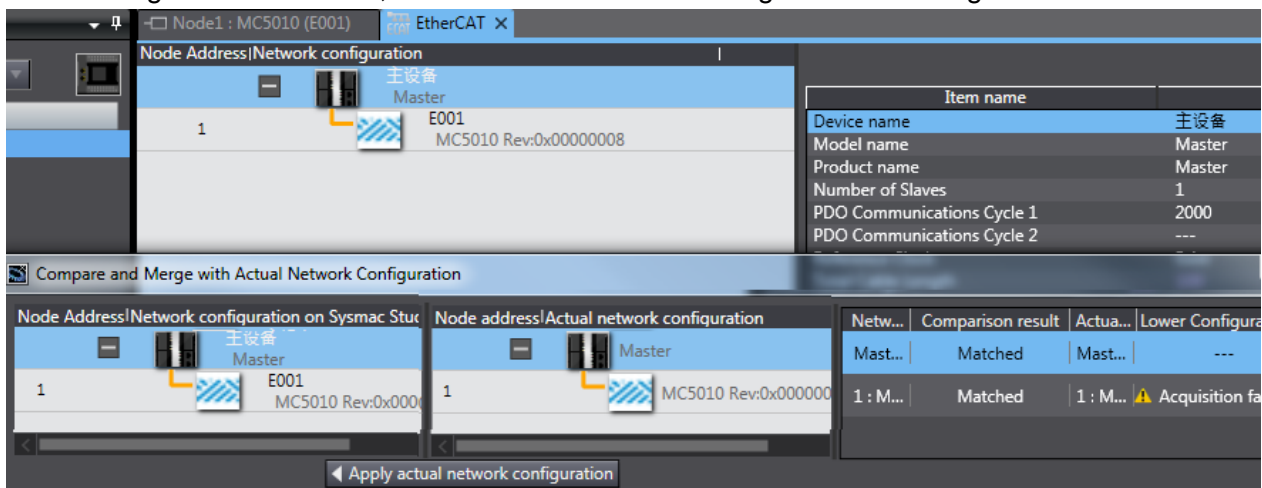 Node1 : MC5010 (E001) EtherCAT
Node Address Network configuration
主设备
Master
1 E001
MC5010 Rev:0x00000008
Item name
Device name 主设备
Model name Master
Product name Master
Number of Slaves 1
PDO Communications Cycle 1 2000
PDO Communications Cycle 2 ---
Compare and Merge with Actual Network Configuration
Node Address Network configuration on Sysmac Stuc
主设备
Master
1 E001
MC5010 Rev:0x000
Node address Actual network configuration
Master
1 MC5010 Rev:0x000000
Netw... Comparison result Actua... Lower Configura
Mast... Matched Mast... ---
1 : M... Matched 1 : M... Acquisition fa
Apply actual network configuration